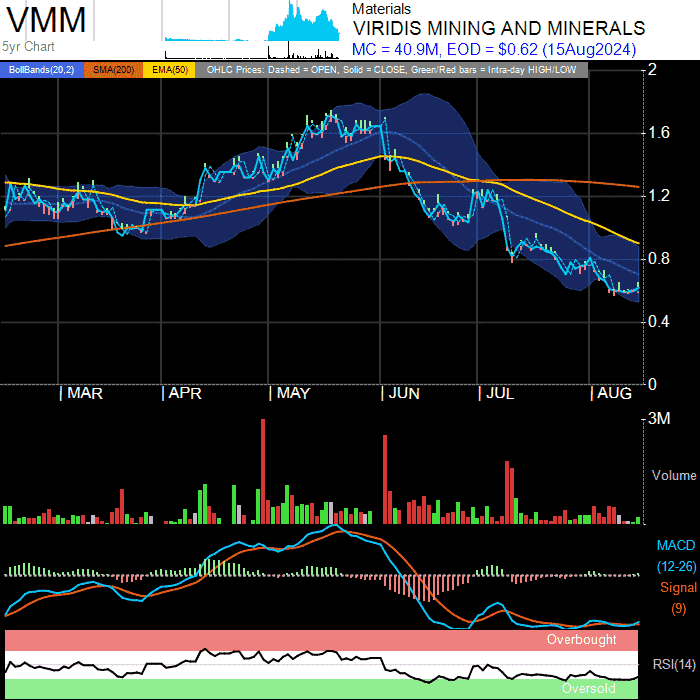 VMM
5yr Chart
Materials
VIRIDIS MINING AND MINERALS
MC = 40.9M, EOD = $0.62 (15Aug2024)
BollBands(20,2) SMA(200) EMA(50) OHLC Prices: Dashed = OPEN, Solid = CLOSE, Green/Red bars = Intra-day HIGH/LOW
2
1.6
1.2
0.8
0.4
0
MAR APR MAY JUN JUL AUG
3M
Volume
MACD
(12-26)
Signal
(9)
Overbought
RSI(14)
Oversold